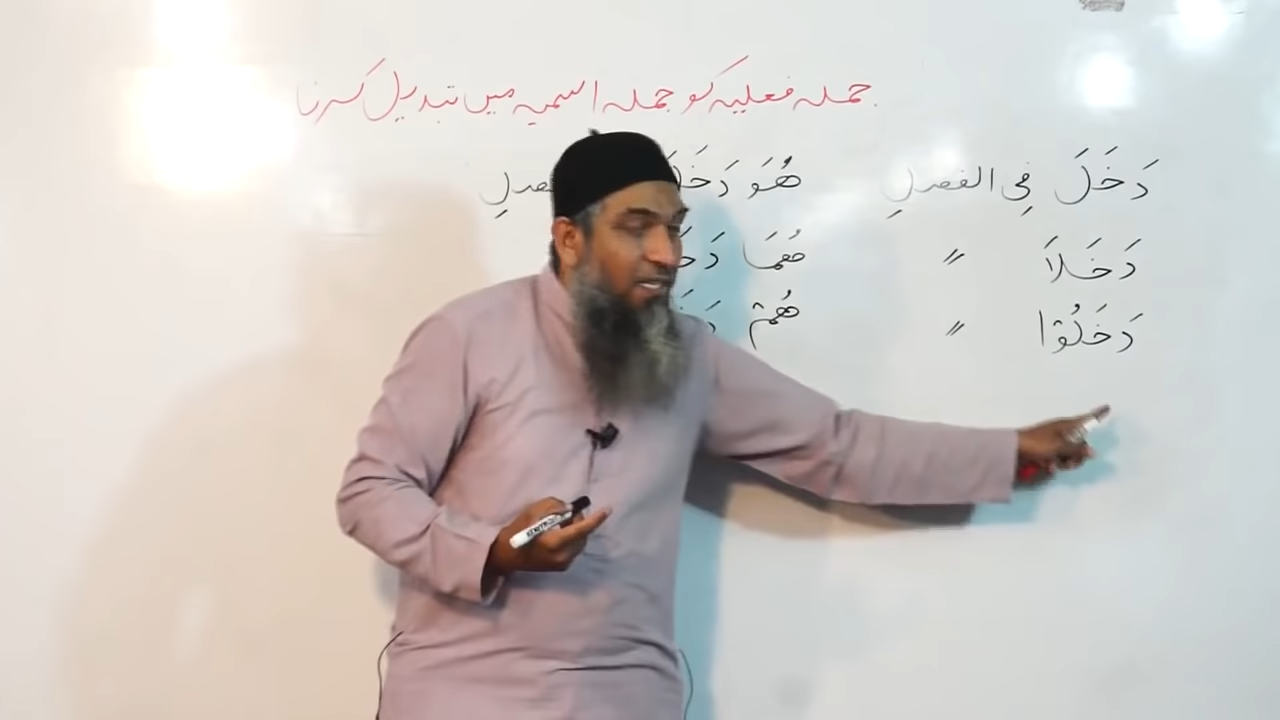 جملہ فعلیہ کو جملہ اسمیہ میں تبدیل کرنا
دَخَلَ فِی الفصلِ هُوَ دَخَلَ
دَخَلَا " هُمَا
دَخَلُوْا " هُمْ